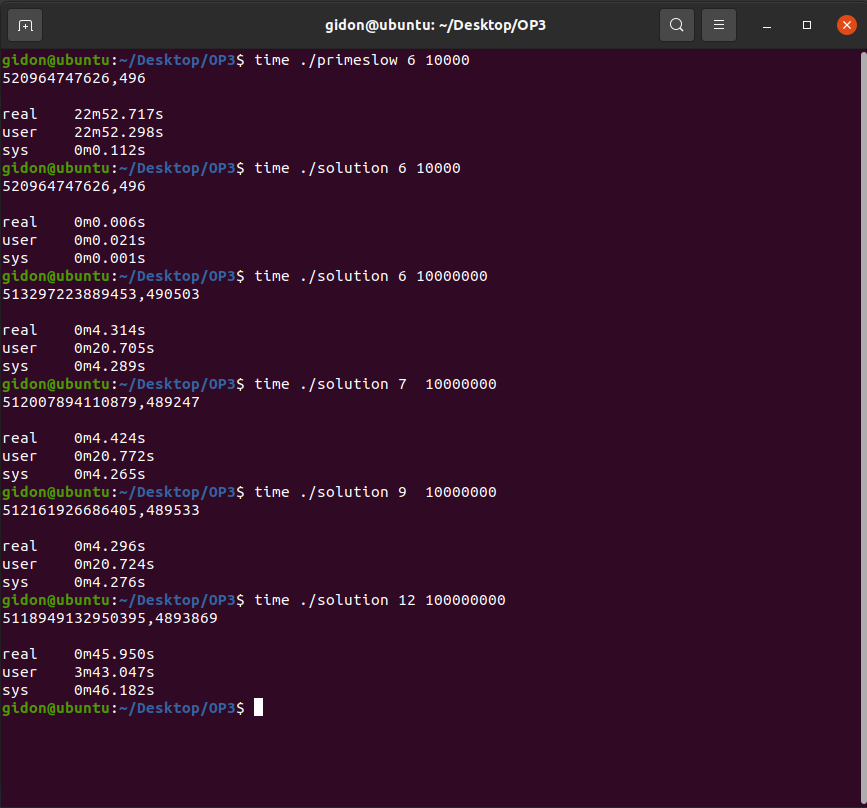 gidon@ubuntu: ~/Desktop/OP3
gidon@ubuntu:~/Desktop/OP3$ time ./primeslow 6 10000
520964747626,496
real 22m52.717s
user 22m52.298s
sys 0m0.112s
gidon@ubuntu:~/Desktop/OP3$ time ./solution 6 10000
520964747626,496
real 0m0.006s
user 0m0.021s
sys 0m0.001s
gidon@ubuntu:~/Desktop/OP3$ time ./solution 6 10000000
513297223889453,490503
real 0m4.314s
user 0m20.705s
sys 0m4.289s
gidon@ubuntu:~/Desktop/OP3$ time ./solution 7  10000000
512007894110879,489247
real 0m4.424s
user 0m20.772s
sys 0m4.265s
gidon@ubuntu:~/Desktop/OP3$ time ./solution 9  10000000
512161926686405,489533
real 0m4.296s
user 0m20.724s
sys 0m4.276s
gidon@ubuntu:~/Desktop/OP3$ time ./solution 12 100000000
5118949132950395,4893869
real 0m45.950s
user 3m43.047s
sys 0m46.182s
gidon@ubuntu:~/Desktop/OP3$